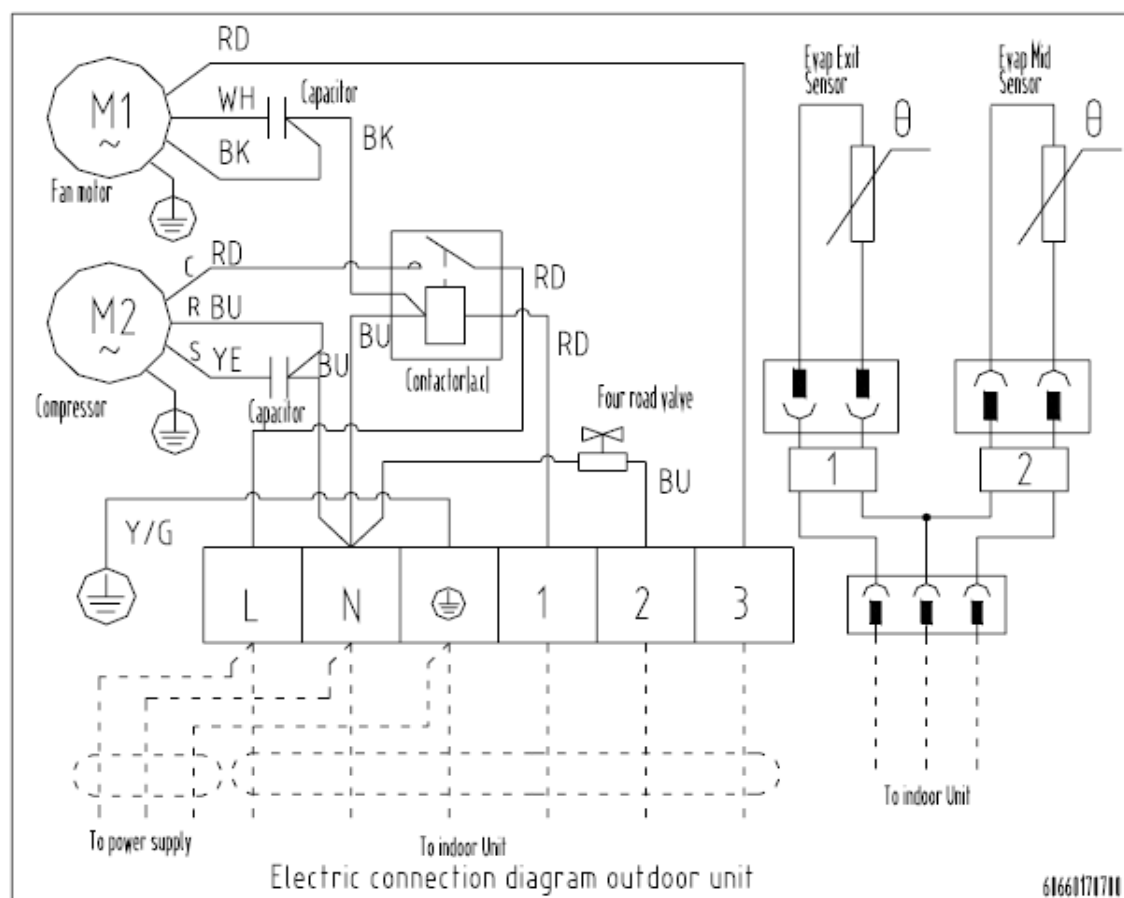 RD
Evap Exit
Sensor
Evap Mid
Sensor
M1
~
WH
Capacitor
BK
BK
θ
θ
Fan motor
C
RD
RD
M2
~
R BU
S YE
BU
BU
RD
Contactor(a.c)
Compressor
Capacitor
Four road valve
BU
Y/G
1
2
L
N
1
2
3
To indoor Unit
To power supply
To indoor Unit
Electric connection diagram outdoor unit